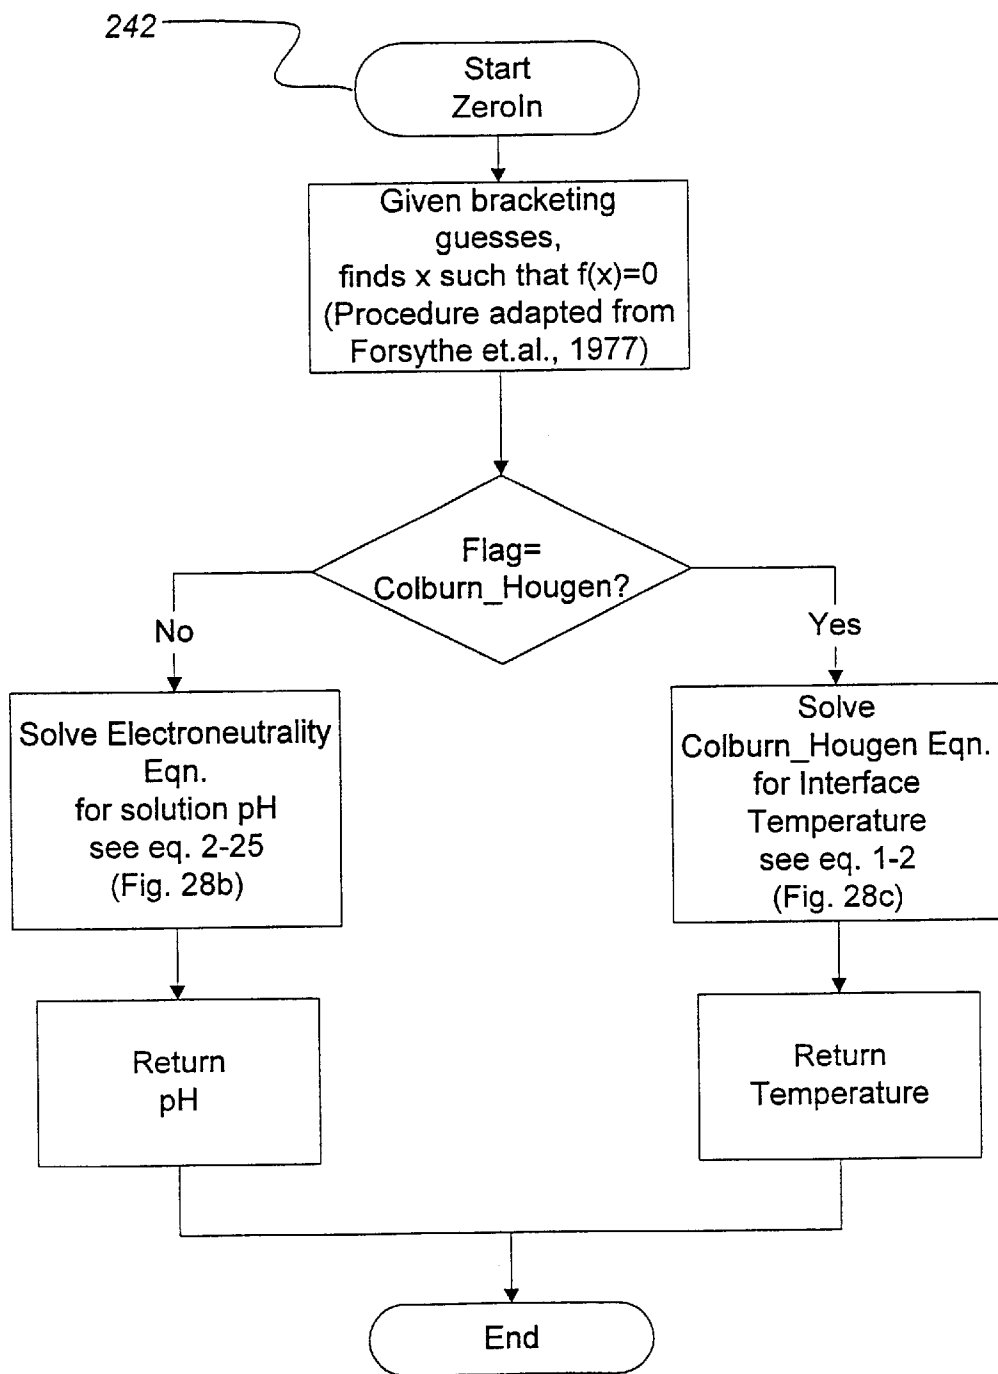 242
Start
ZeroIn
Given bracketing
guesses,
finds x such that f(x)=0
(Procedure adapted from
Forsythe et.al., 1977)
Flag=
Colburn_Hougen?
No
Yes
Solve Electroneutrality
Eqn.
for solution pH
see eq. 2-25
(Fig. 28b)
Solve
Colburn_Hougen Eqn.
for Interface
Temperature
see eq. 1-2
(Fig. 28c)
Return
pH
Return
Temperature
End